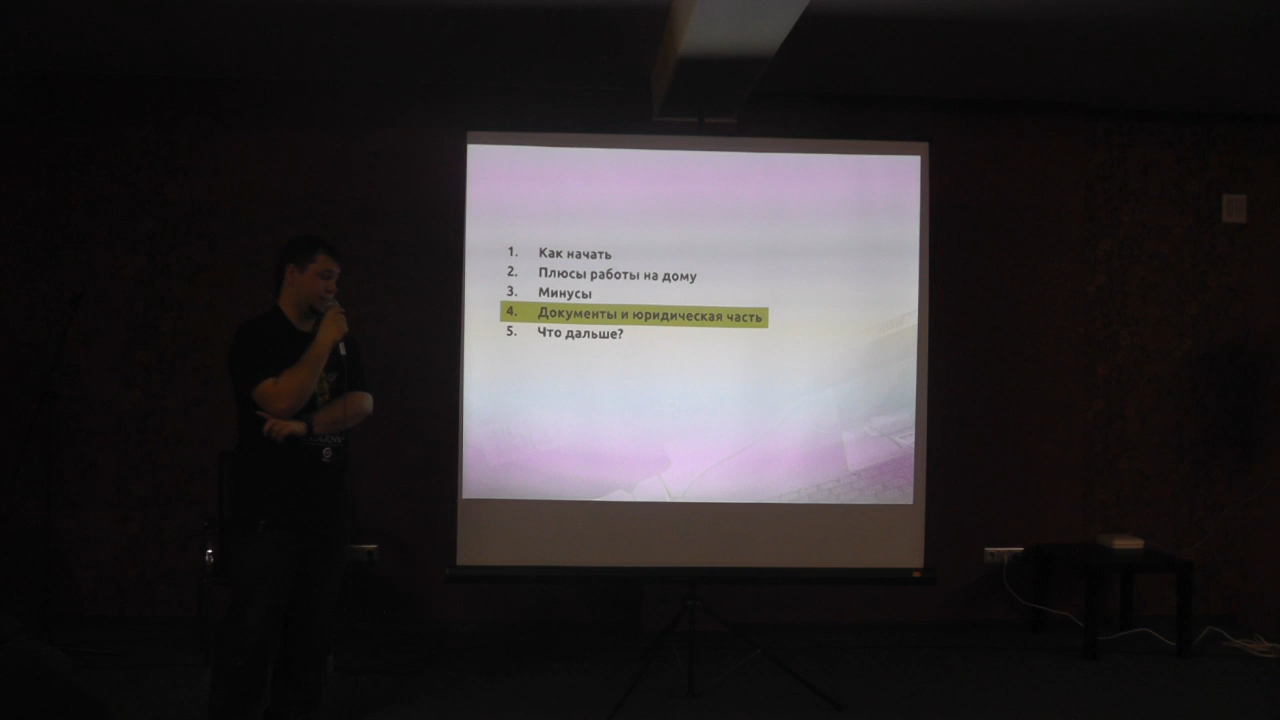 1. Как начать
2. Плюсы работы на дому
3. Минусы
4. Документы и юридическая часть
5. Что дальше?